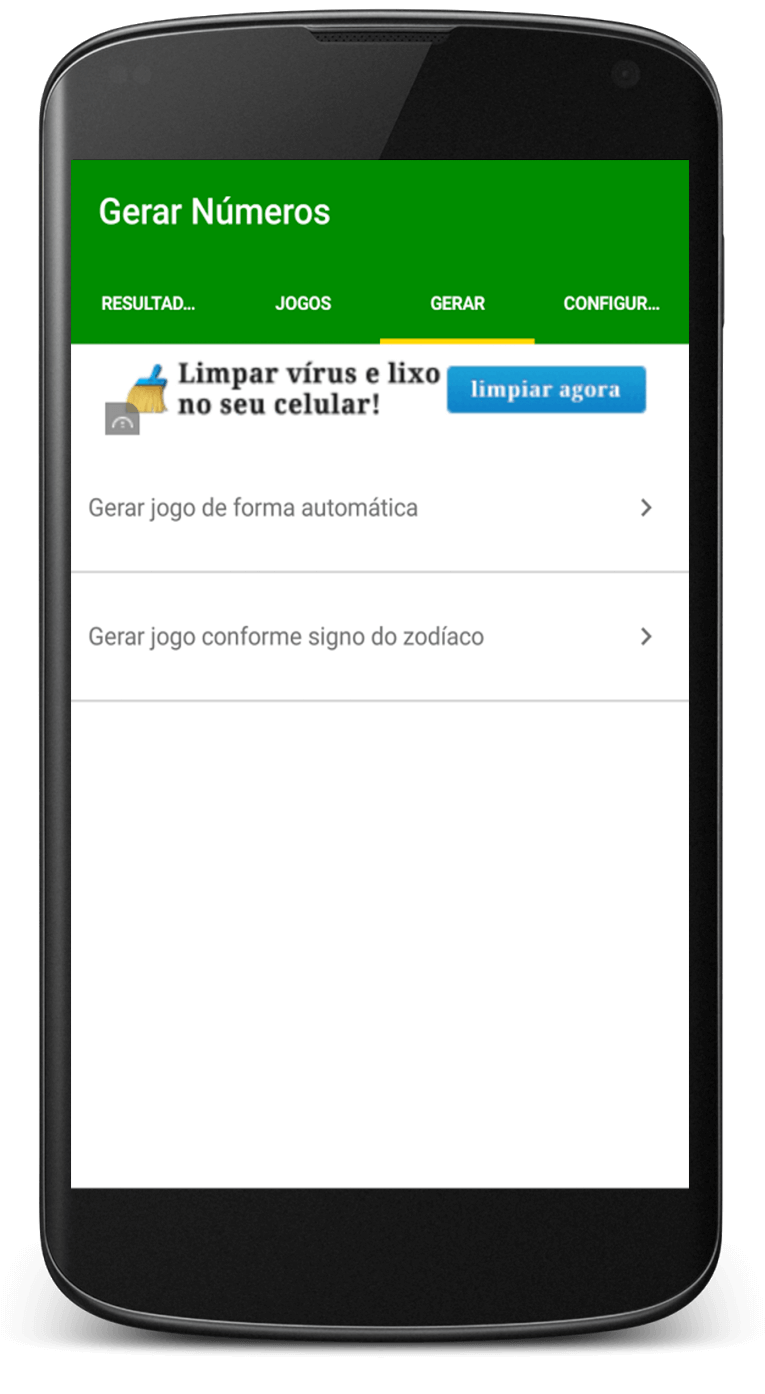 Gerar Números
RESULTAD...
JOGOS
GERAR
CONFIGUR...
Limpar vírus e lixo
no seu celular!
limpiar agora
Gerar jogo de forma automática
Gerar jogo conforme signo do zodíaco